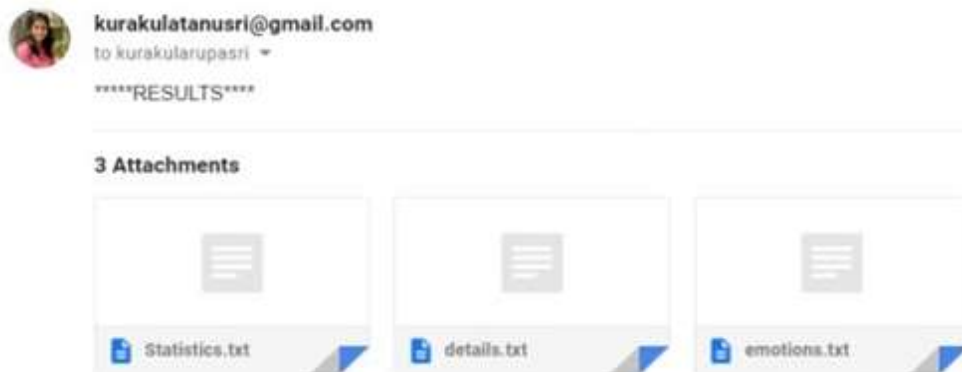 kurakulatanusri@gmail.com
to kurakularupasri
*****RESULTS****
3 Attachments
Statistics.txt
details.txt
emotions.txt